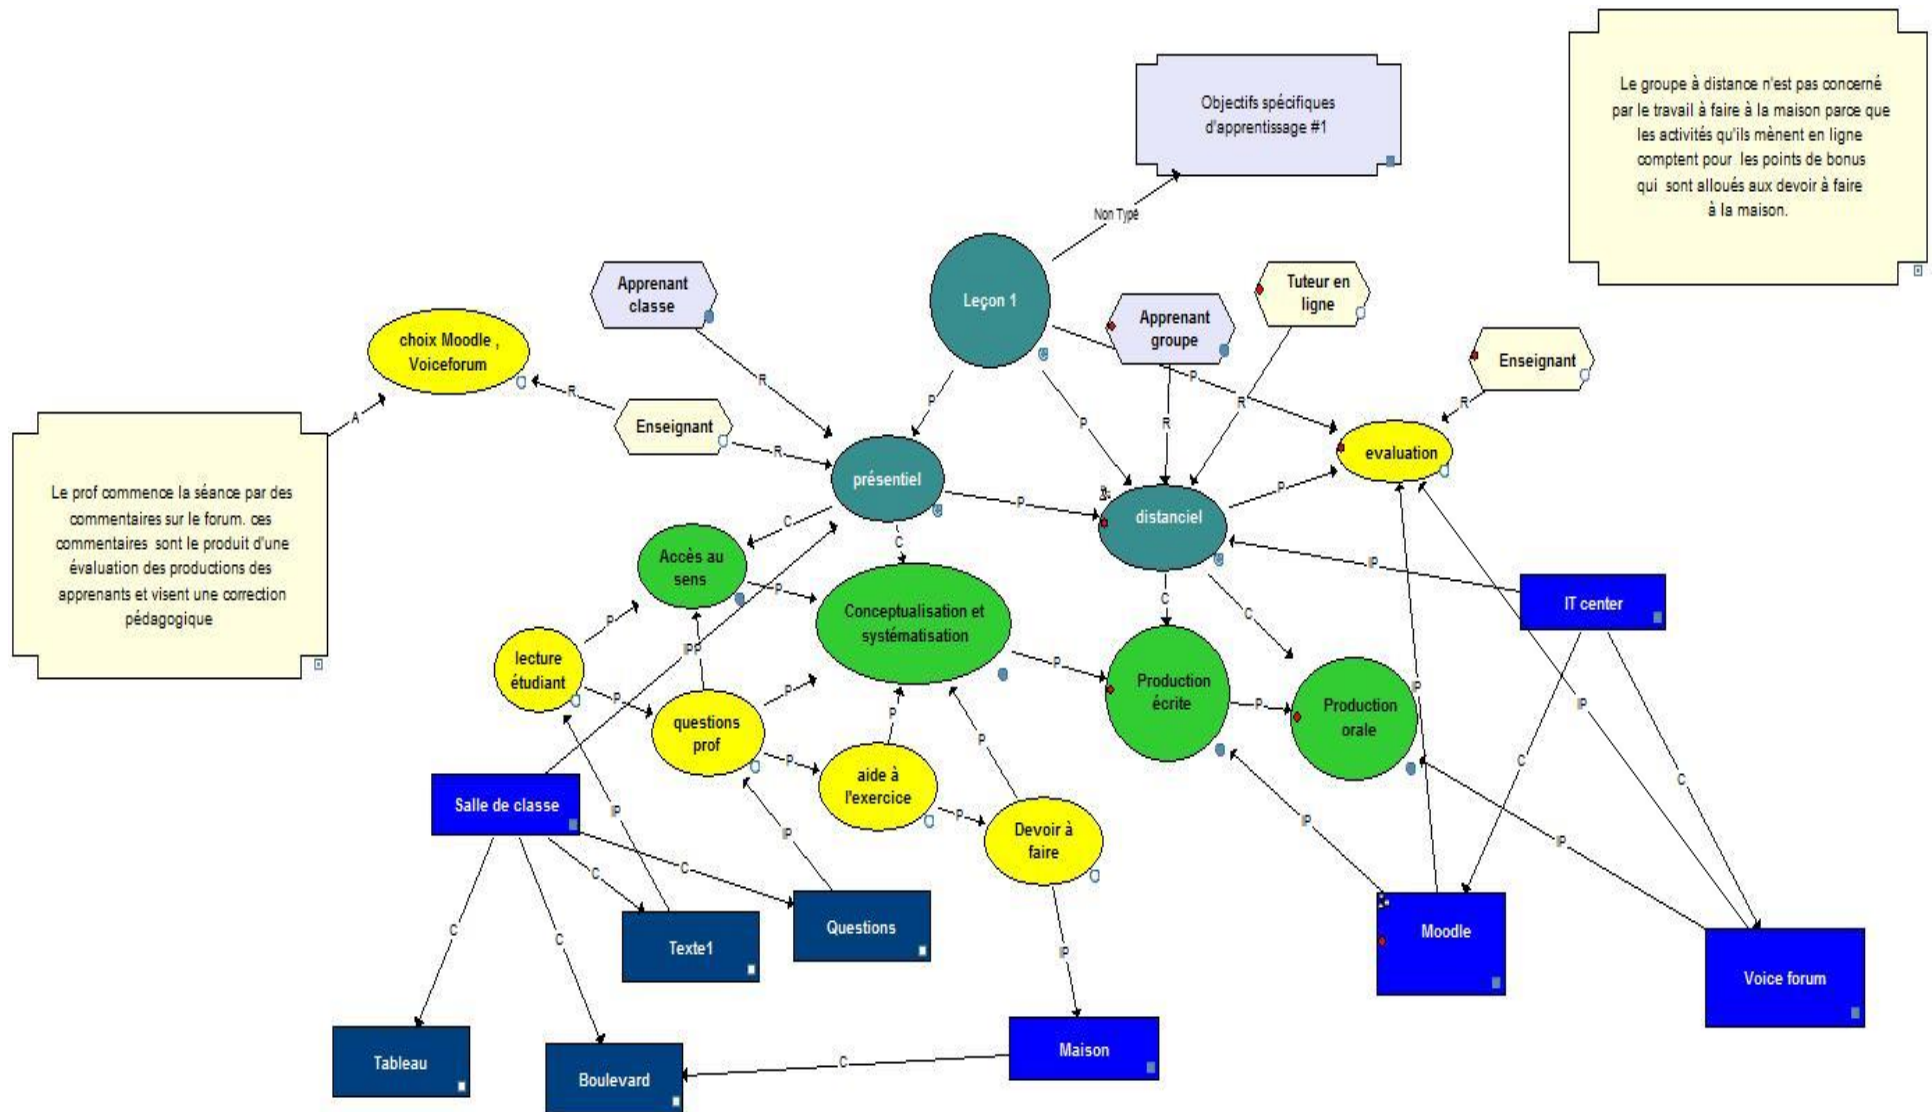 Le groupe à distance n'est pas concerné
par le travail à faire à la maison parce que
les activités qu'ils mènent en ligne
comptent pour les points de bonus
qui sont alloués aux devoir à faire
à la maison.
Objectifs spécifiques
d'apprentissage #1
Non Typé
Leçon 1
Apprenant
classe
Apprenant
groupe
Tuteur en
ligne
Enseignant
choix Moodle ,
Voiceforum
Enseignant
R
R
R
R
R
R
A
P
P
P
evaluation
présentiel
distanciel
P
P
Le prof commence la séance par des
commentaires sur le forum. ces
commentaires sont le produit d'une
évaluation des productions des
apprenants et visent une correction
pédagogique
C
C
C
C
IP
Accès au
sens
P
Conceptualisation et
systématisation
IT center
P
lecture
étudiant
IP
P
P
P
P
questions
prof
Production
écrite
P
Production
orale
IP
IP
P
P
P
aide à
l'exercice
P
Devoir à
faire
C
C
Salle de classe
IP
IP
IP
IP
C
C
C
C
IP
Texte1
Questions
Moodle
Voice forum
Tableau
Boulevard
C
Maison